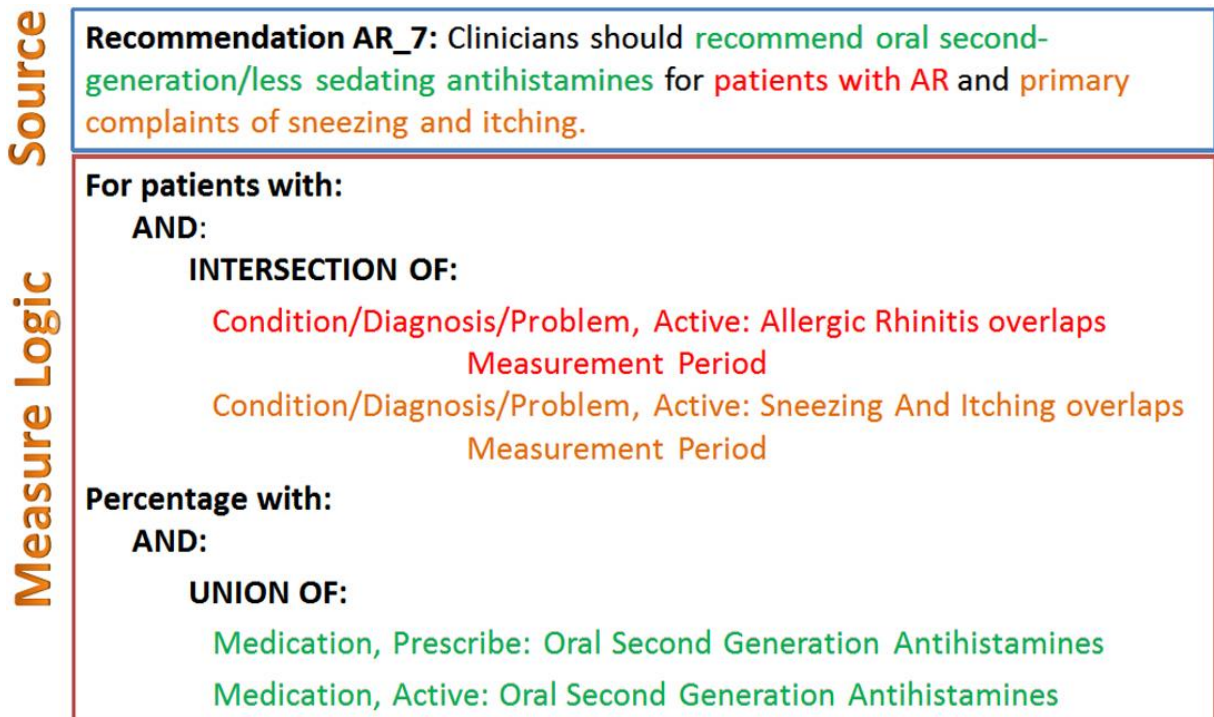 Source
Recommendation AR_7: Clinicians should recommend oral second-
generation/less sedating antihistamines for patients with AR and primary
complaints of sneezing and itching.
Measure Logic
For patients with:
AND:
INTERSECTION OF:
Condition/Diagnosis/Problem, Active: Allergic Rhinitis overlaps
Measurement Period
Condition/Diagnosis/Problem, Active: Sneezing And Itching overlaps
Measurement Period
Percentage with:
AND:
UNION OF:
Medication, Prescribe: Oral Second Generation Antihistamines
Medication, Active: Oral Second Generation Antihistamines